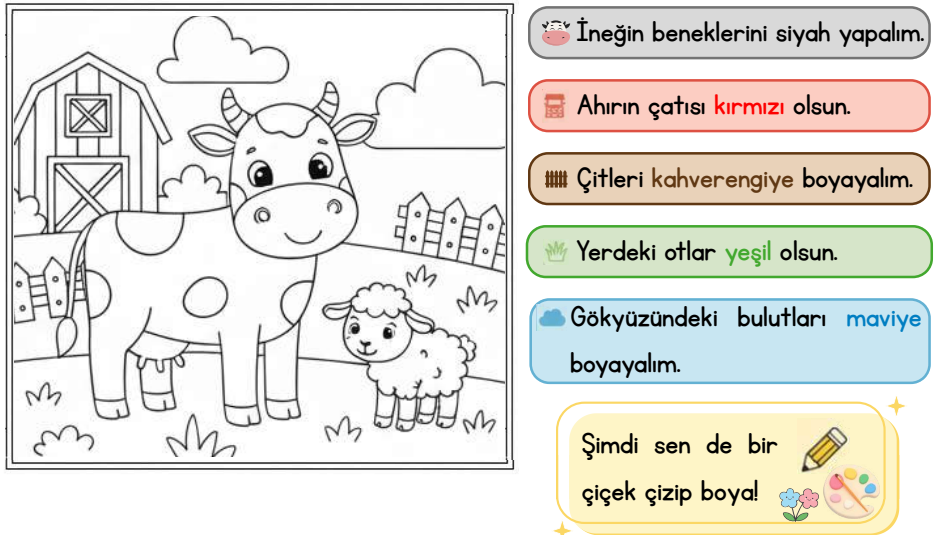 İneğin beneklerini siyah yapalım.
Ahırın çatısı kırmızı olsun.
Çitleri kahverengiye boyayalım.
Yerdeki otlar yeşil olsun.
Gökyüzündeki bulutları maviye
boyayalım.
Şimdi sen de bir
çiçek çizip boya!